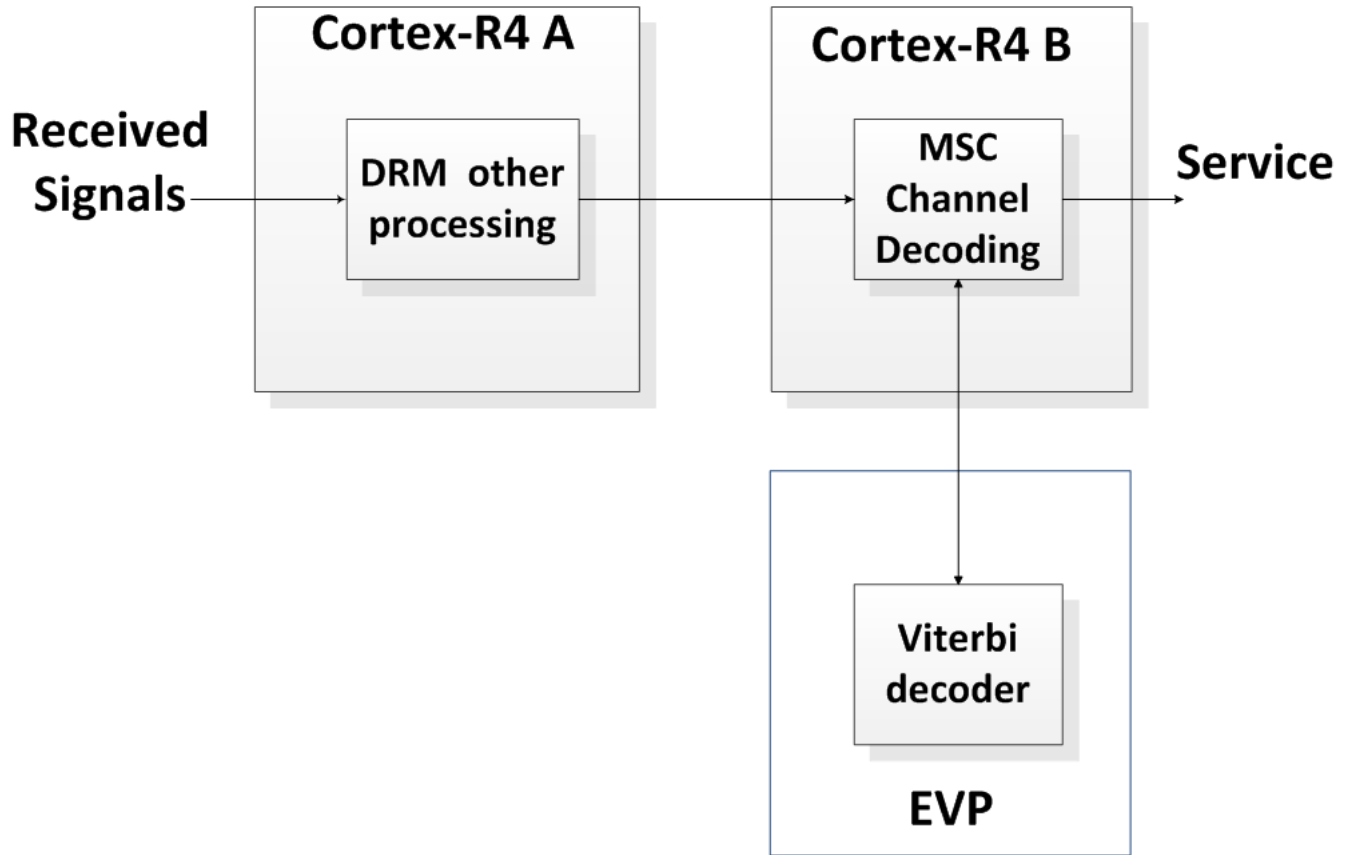 Cortex-R4 A
Cortex-R4 B
Received
Signals
DRM other
processing
MSC
Channel
Decoding
Service
Viterbi
decoder
EVP